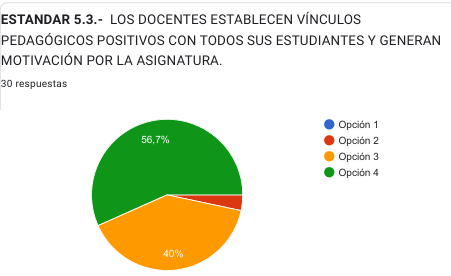 ESTANDAR 5.3.- LOS DOCENTES ESTABLECEN VÍNCULOS
PEDAGÓGICOS POSITIVOS CON TODOS SUS ESTUDIANTES Y GENERAN
MOTIVACIÓN POR LA ASIGNATURA.
30 respuestas
56,7%
40%
Opción 1
Opción 2
Opción 3
Opción 4